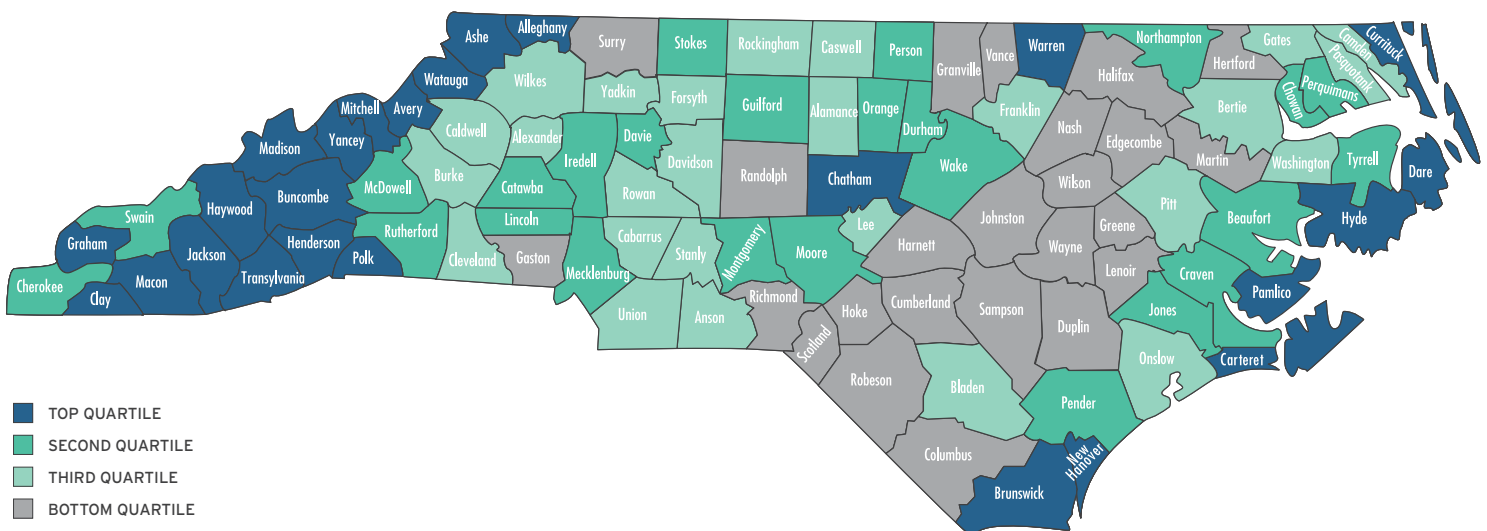 Ashe
Alleghany
Surry
Stokes
Rockingham
Caswell
Person
Granville
Vance
Warren
Northampton
Halifax
Hertford
Gates
Camden
Currituck
Pasquotank
Perquimans
Chowan
Bertie
Watauga
Wilkes
Yadkin
Forsyth
Guilford
Alamance
Orange
Durham
Franklin
Nash
Edgecombe
Martin
Washington
Tyrrell
Dare
Mitchell
Avery
Caldwell
Alexander
Iredell
Davie
Davidson
Randolph
Chatham
Wake
Wilson
Pitt
Beaufort
Hyde
Madison
Yancey
Buncombe
McDowell
Burke
Catawba
Rowan
Lincoln
Swain
Haywood
Graham
Jackson
Henderson
Polk
Rutherford
Cleveland
Gaston
Mecklenburg
Cabarrus
Stanly
Montgomery
Moore
Lee
Harnett
Johnston
Wayne
Greene
Lenoir
Craven
Pamlico
Cherokee
Clay
Macon
Transylvania
Union
Anson
Richmond
Scotland
Hoke
Cumberland
Sampson
Duplin
Jones
Onslow
Carteret
Robeson
Bladen
Pender
Columbus
Brunswick
New
Hanover
TOP QUARTILE
SECOND QUARTILE
THIRD QUARTILE
BOTTOM QUARTILE